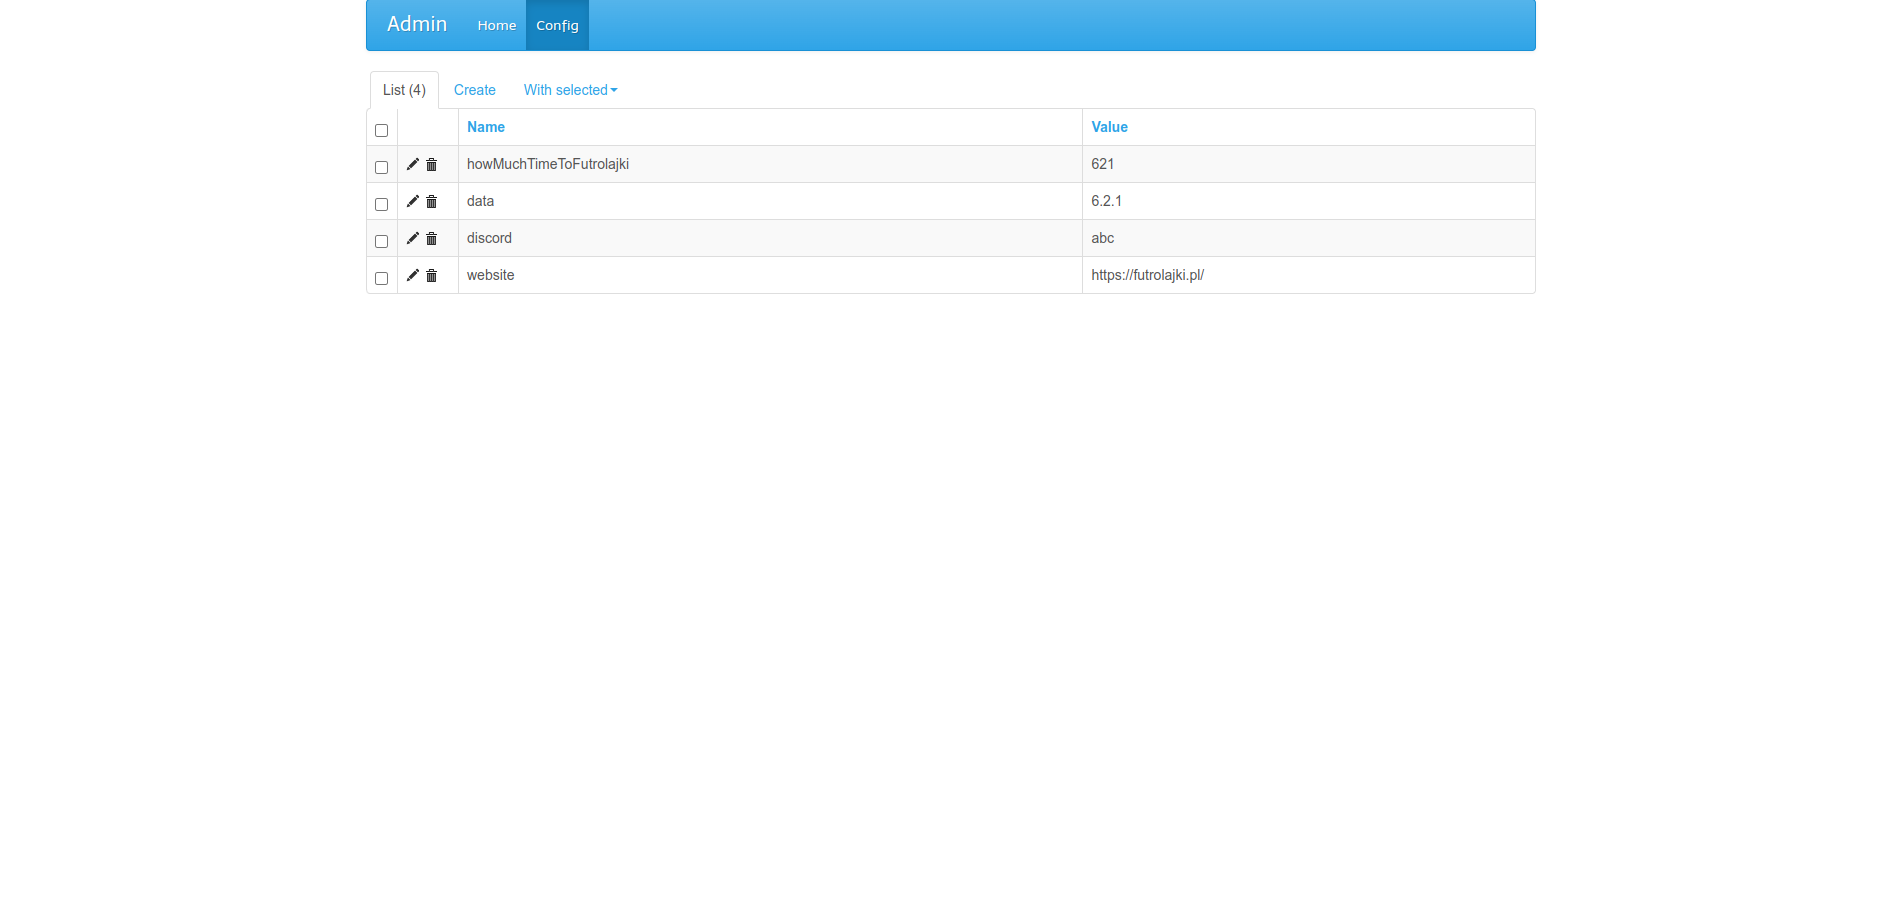 Admin Home Config
List (4) Create With selected
Name Value
howMuchTimeToFutrolajki 621
data 6.2.1
discord abc
website https://futrolajki.pl/